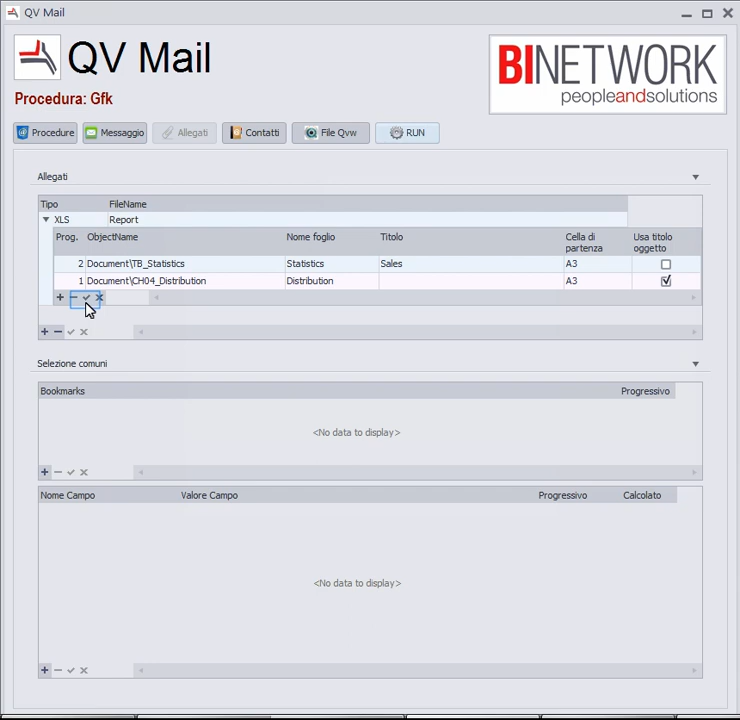 QV Mail
QV Mail
BINETWORK
peopleandsolutions
Procedura: Gfk
Procedure Messaggio Allegati Contatti File Qvw RUN
Allegati
Tipo FileName
XLS Report
Prog. ObjectName Nome foglio Titolo Cella di partenza Usa titolo oggetto
2 Document\TB_Statistics Statistics Sales A3
1 Document\CH04_Distribution Distribution A3
Selezione comuni
Bookmarks Progressivo
<No data to display>
Nome Campo Valore Campo Progressivo Calcolato
<No data to display>